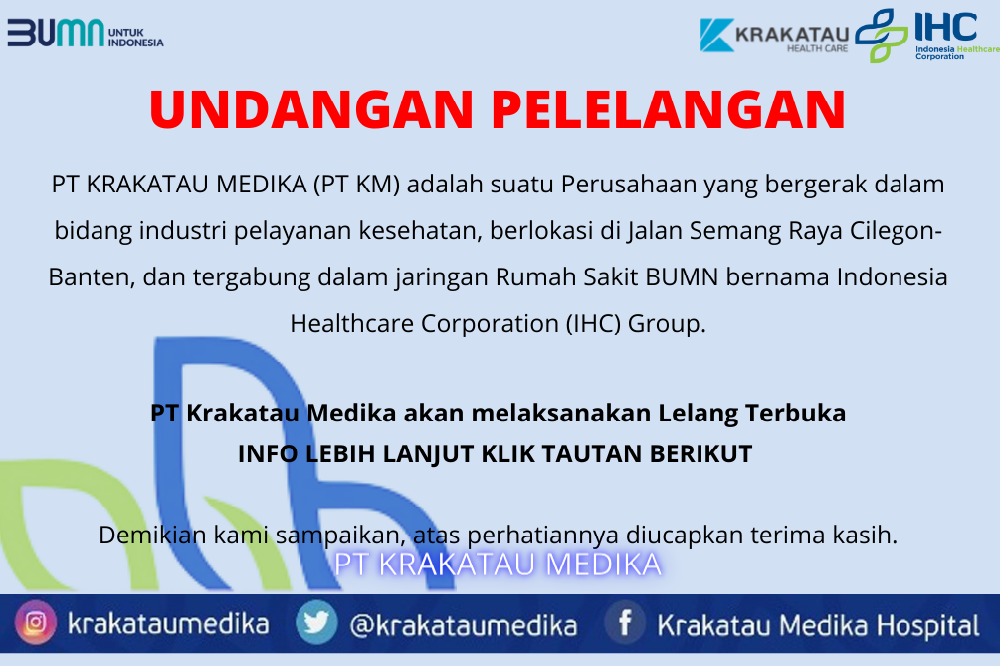 BUMN UNTUK INDONESIA
KRAKATAU HEALTH CARE
IHC Indonesia Healthcare Corporation
UNDANGAN PELELANGAN
PT KRAKATAU MEDIKA (PT KM) adalah suatu Perusahaan yang bergerak dalam
bidang industri pelayanan kesehatan, berlokasi di Jalan Semang Raya Cilegon-
Banten, dan tergabung dalam jaringan Rumah Sakit BUMN bernama Indonesia
Healthcare Corporation (IHC) Group.
PT Krakatau Medika akan melaksanakan Lelang Terbuka
INFO LEBIH LANJUT KLIK TAUTAN BERIKUT
Demikian kami sampaikan, atas perhatiannya diucapkan terima kasih.
PT KRAKATAU MEDIKA
krakataumedika @krakataumedika Krakatau Medika Hospital